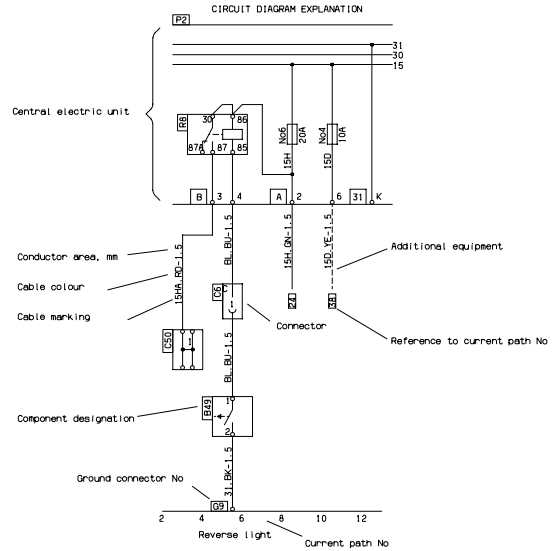 CIRCUIT DIAGRAM EXPLANATION
P2
31
30
15
Central electric unit
R8
30
86
87A
87
85
No6
20A
No4
10A
15H
15D
B
3
4
A
2
6
31
K
BL.BU-1.5
15H.GN-1.5
15D.YE-1.5
Additional equipment
Conductor area, mm
Cable colour
Cable marking
15HA.RD-1.5
C6
C
1
24
38
Connector
Reference to current path No
C50
1
BL.BU-1.5
Component designation
B49
1
2
31.BK-1.5
Ground connector No
G9
2
4
6
8
10
12
Reverse light
Current path No